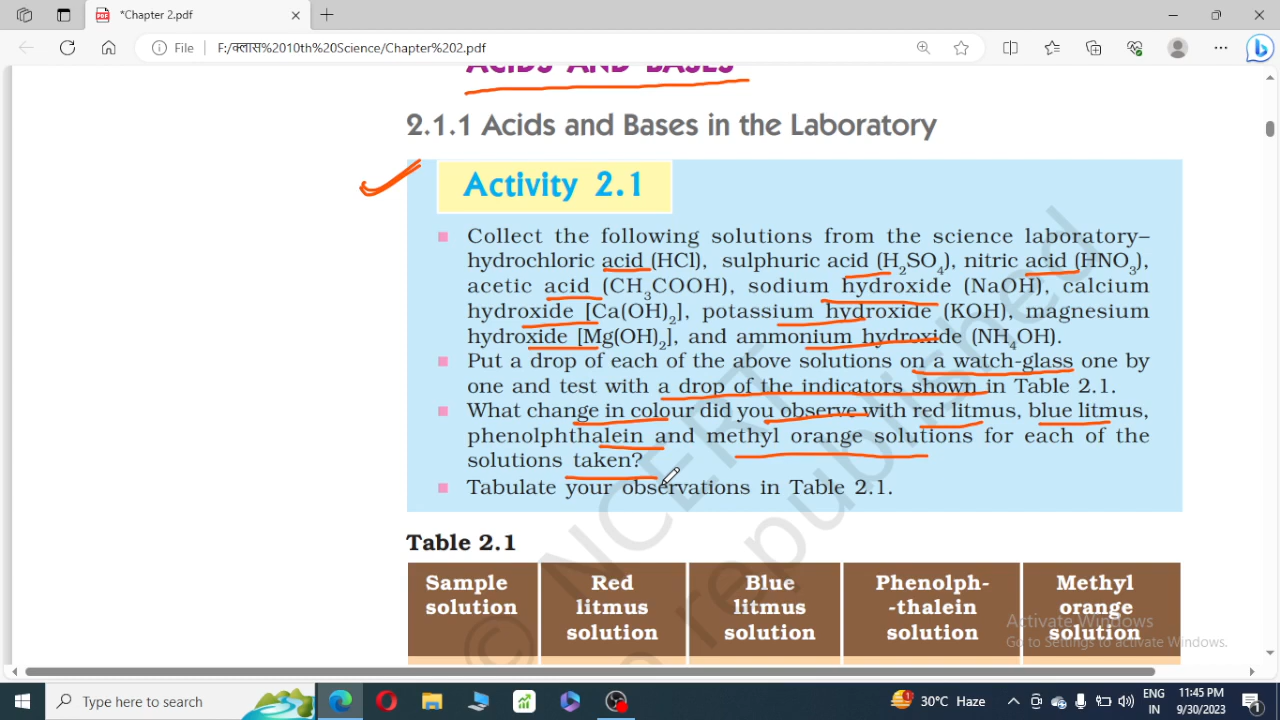 *Chapter 2.pdf
File
F:/क्लास%2010th%20Science/Chapter%202.pdf
ACIDS AND BASES
2.1.1 Acids and Bases in the Laboratory
Activity 2.1
Collect the following solutions from the science laboratory–
hydrochloric acid (HCl), sulphuric acid (H₂SO₄), nitric acid (HNO₃),
acetic acid (CH₃COOH), sodium hydroxide (NaOH), calcium
hydroxide [Ca(OH)₂], potassium hydroxide (KOH), magnesium
hydroxide [Mg(OH)₂], and ammonium hydroxide (NH₄OH).
Put a drop of each of the above solutions on a watch-glass one by
one and test with a drop of the indicators shown in Table 2.1.
What change in colour did you observe with red litmus, blue litmus,
phenolphthalein and methyl orange solutions for each of the
solutions taken?
Tabulate your observations in Table 2.1.
Table 2.1
Sample
solution
Red
litmus
solution
Blue
litmus
solution
Phenolph-
-thalein
solution
Methyl
orange
solution
© NCERT
republished
Activate Windows
Go to Settings to activate Windows.
Type here to search
30°C Haze
ENG
IN
11:45 PM
9/30/2023
1